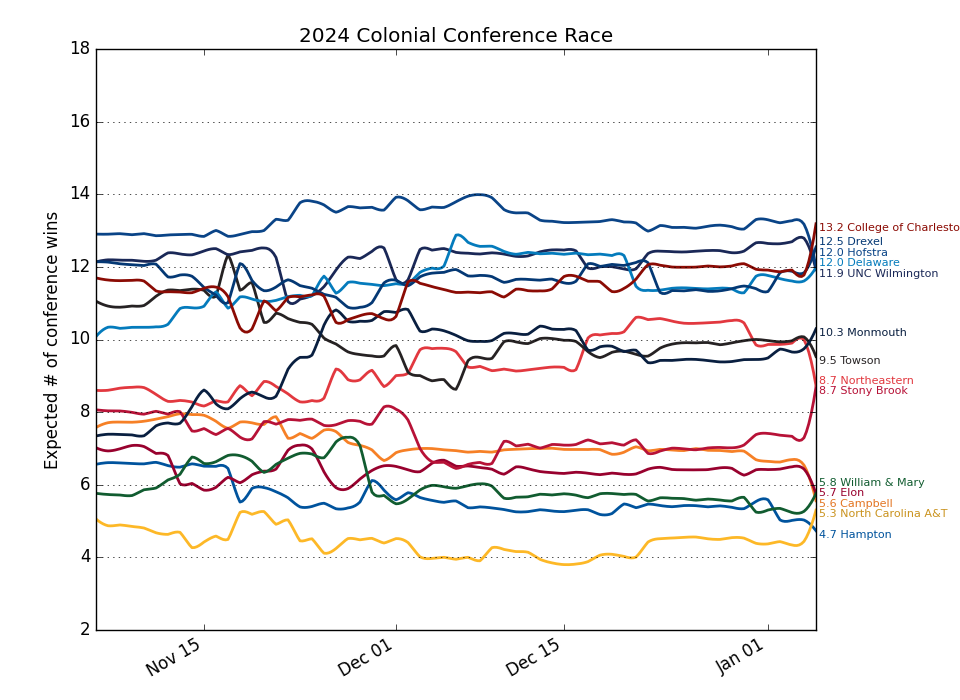 2024 Colonial Conference Race
Expected # of conference wins
18
16
14
12
10
8
6
4
2
Nov 15
Dec 01
Dec 15
Jan 01
13.2 College of Charlesto
12.5 Drexel
12.0 Hofstra
12.0 Delaware
11.9 UNC Wilmington
10.3 Monmouth
9.5 Towson
8.7 Northeastern
8.7 Stony Brook
5.8 William & Mary
5.7 Elon
5.6 Campbell
5.3 North Carolina A&T
4.7 Hampton